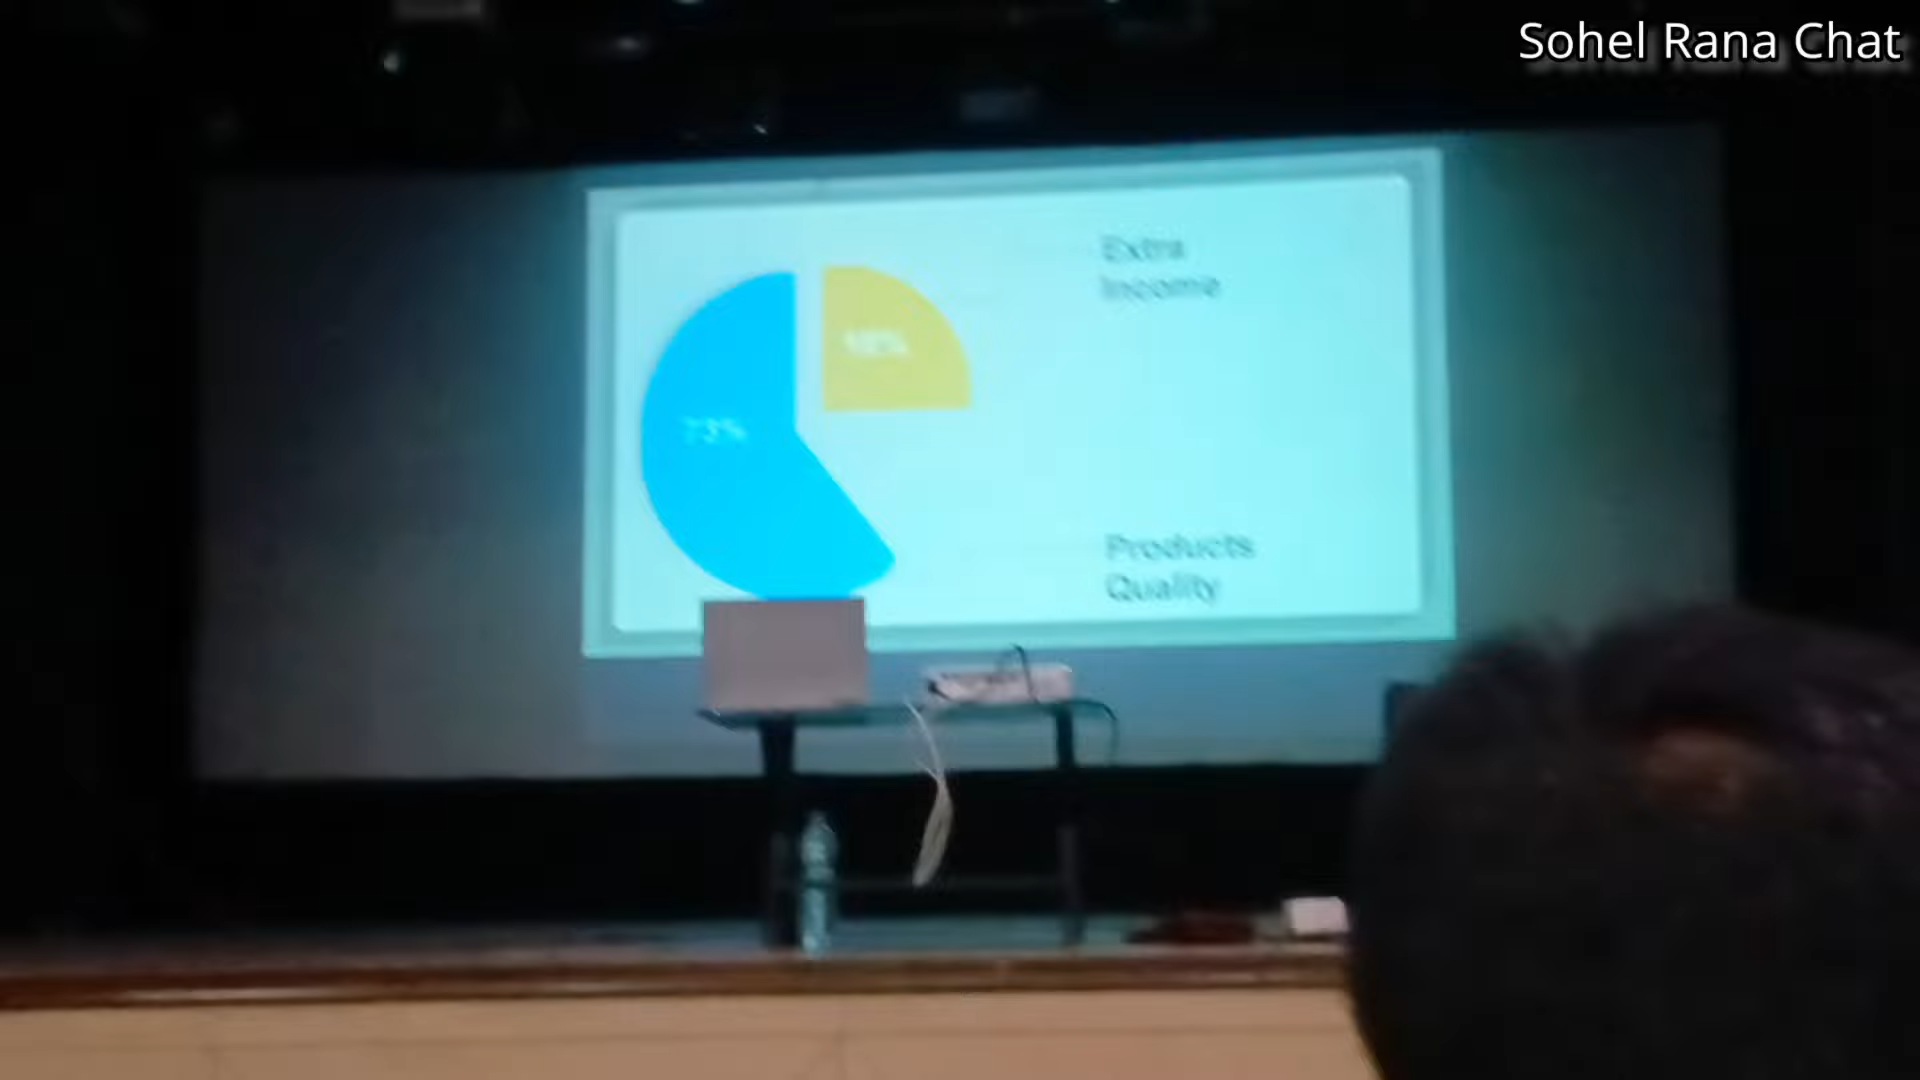 Sohel Rana Chat
Extra
Income
73%
Products
Quality